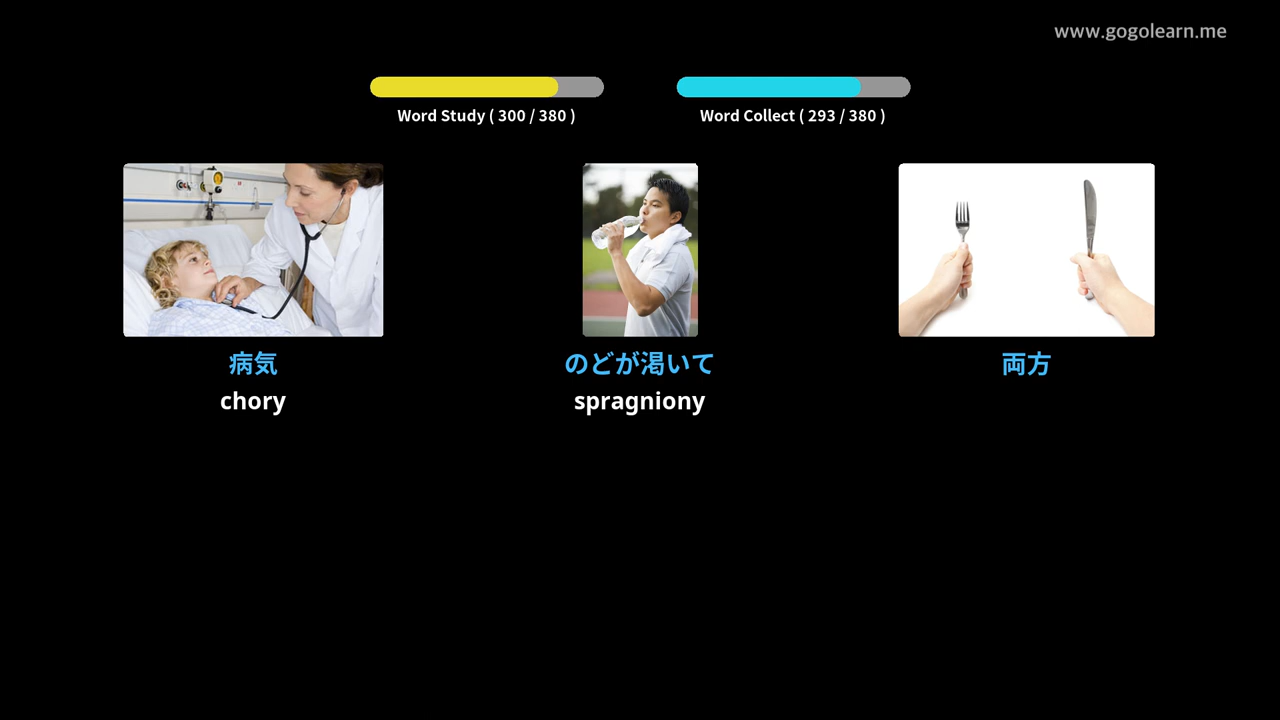 www.gogolearn.me
Word Study ( 300 / 380 )
Word Collect ( 293 / 380 )
病気
のどが渇いて
両方
chory
spragniony